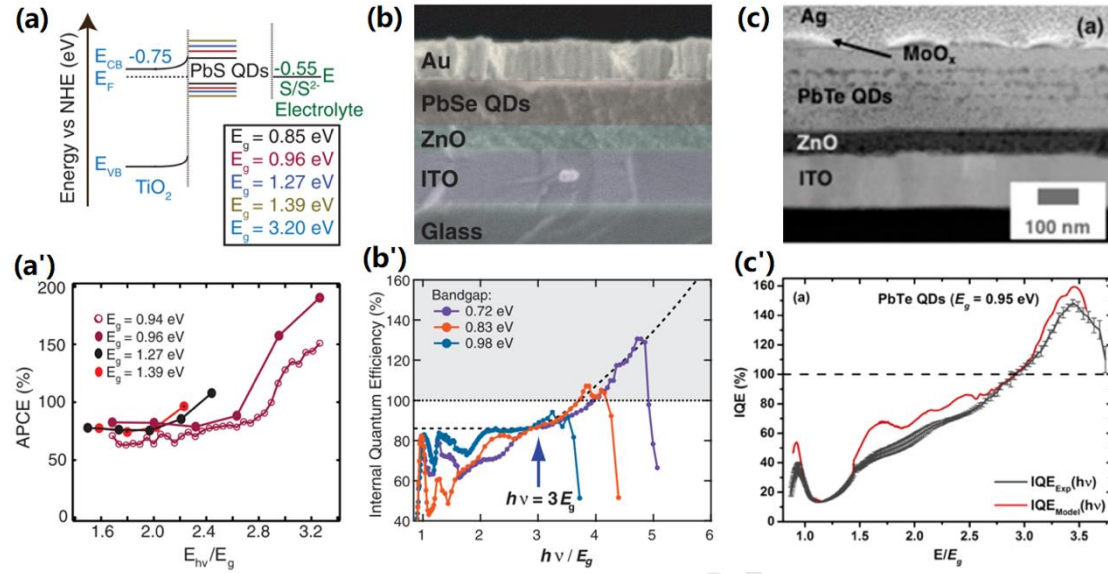 (a)
Energy vs NHE (eV)
E_CB -0.75
E_F
E_VB
TiO₂
PbS QDs
-0.55
E
S/S²⁻
Electrolyte
E_g = 0.85 eV
E_g = 0.96 eV
E_g = 1.27 eV
E_g = 1.39 eV
E_g = 3.20 eV
(b)
Au
PbSe QDs
ZnO
ITO
Glass
(c)
(a)
Ag
MoO_x
PbTe QDs
ZnO
ITO
100 nm
(a')
APCE (%)
200
150
100
50
0
E_g = 0.94 eV
E_g = 0.96 eV
E_g = 1.27 eV
E_g = 1.39 eV
1.6 2.0 2.4 2.8 3.2
E_hν/E_g
(b')
Internal Quantum Efficiency (%)
160
140
120
100
80
60
40
Bandgap:
0.72 eV
0.83 eV
0.98 eV
hν = 3E_g
1 2 3 4 5 6
hν/E_g
(c')
IQE (%)
160
140
120
100
80
60
40
20
0
(a)
PbTe QDs (E_g = 0.95 eV)
IQE_Exp(hν)
IQE_Model(hν)
1.0 1.5 2.0 2.5 3.0 3.5
E/E_g